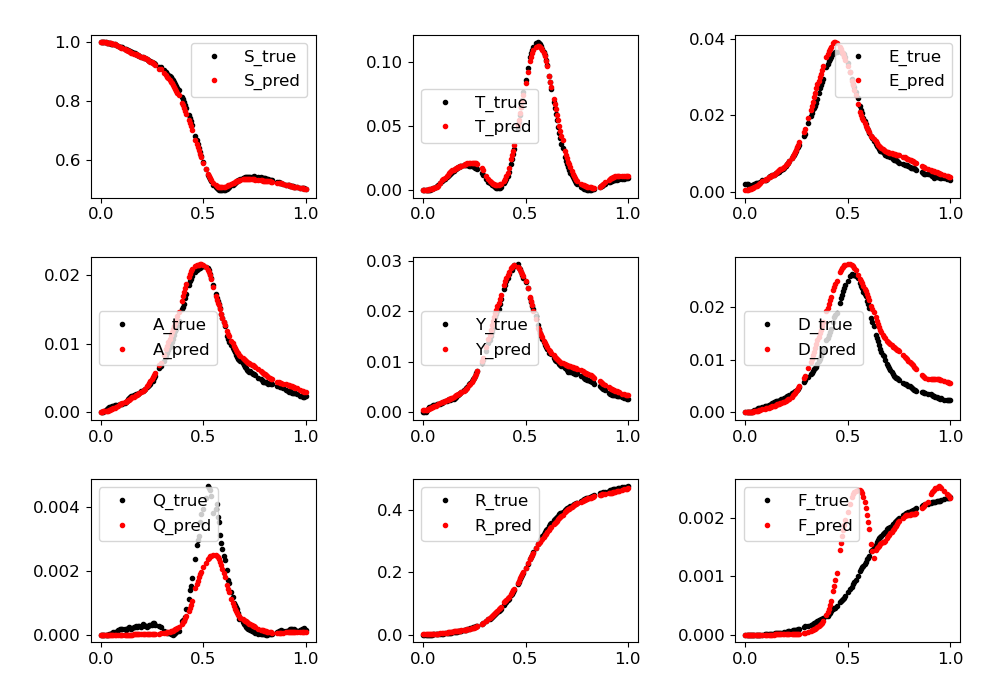 1.0
0.8
0.6
0.0 0.5 1.0
S_true
S_pred
0.10
0.05
0.00
0.0 0.5 1.0
T_true
T_pred
0.04
0.02
0.00
0.0 0.5 1.0
E_true
E_pred
0.02
0.01
0.00
0.0 0.5 1.0
A_true
A_pred
0.03
0.02
0.01
0.00
0.0 0.5 1.0
Y_true
Y_pred
0.02
0.01
0.00
0.0 0.5 1.0
D_true
D_pred
0.004
0.002
0.000
0.0 0.5 1.0
Q_true
Q_pred
0.4
0.2
0.0
0.0 0.5 1.0
R_true
R_pred
0.002
0.001
0.000
0.0 0.5 1.0
F_true
F_pred